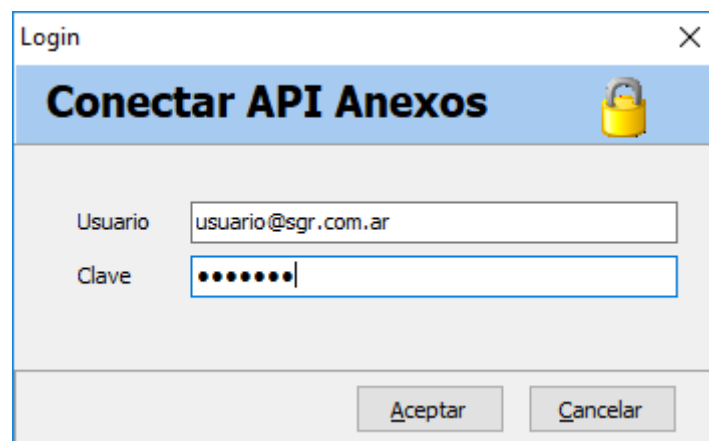 Login
Conectar API Anexos
Usuario usuario@sgr.com.ar
Clave •••••••
Aceptar Cancelar